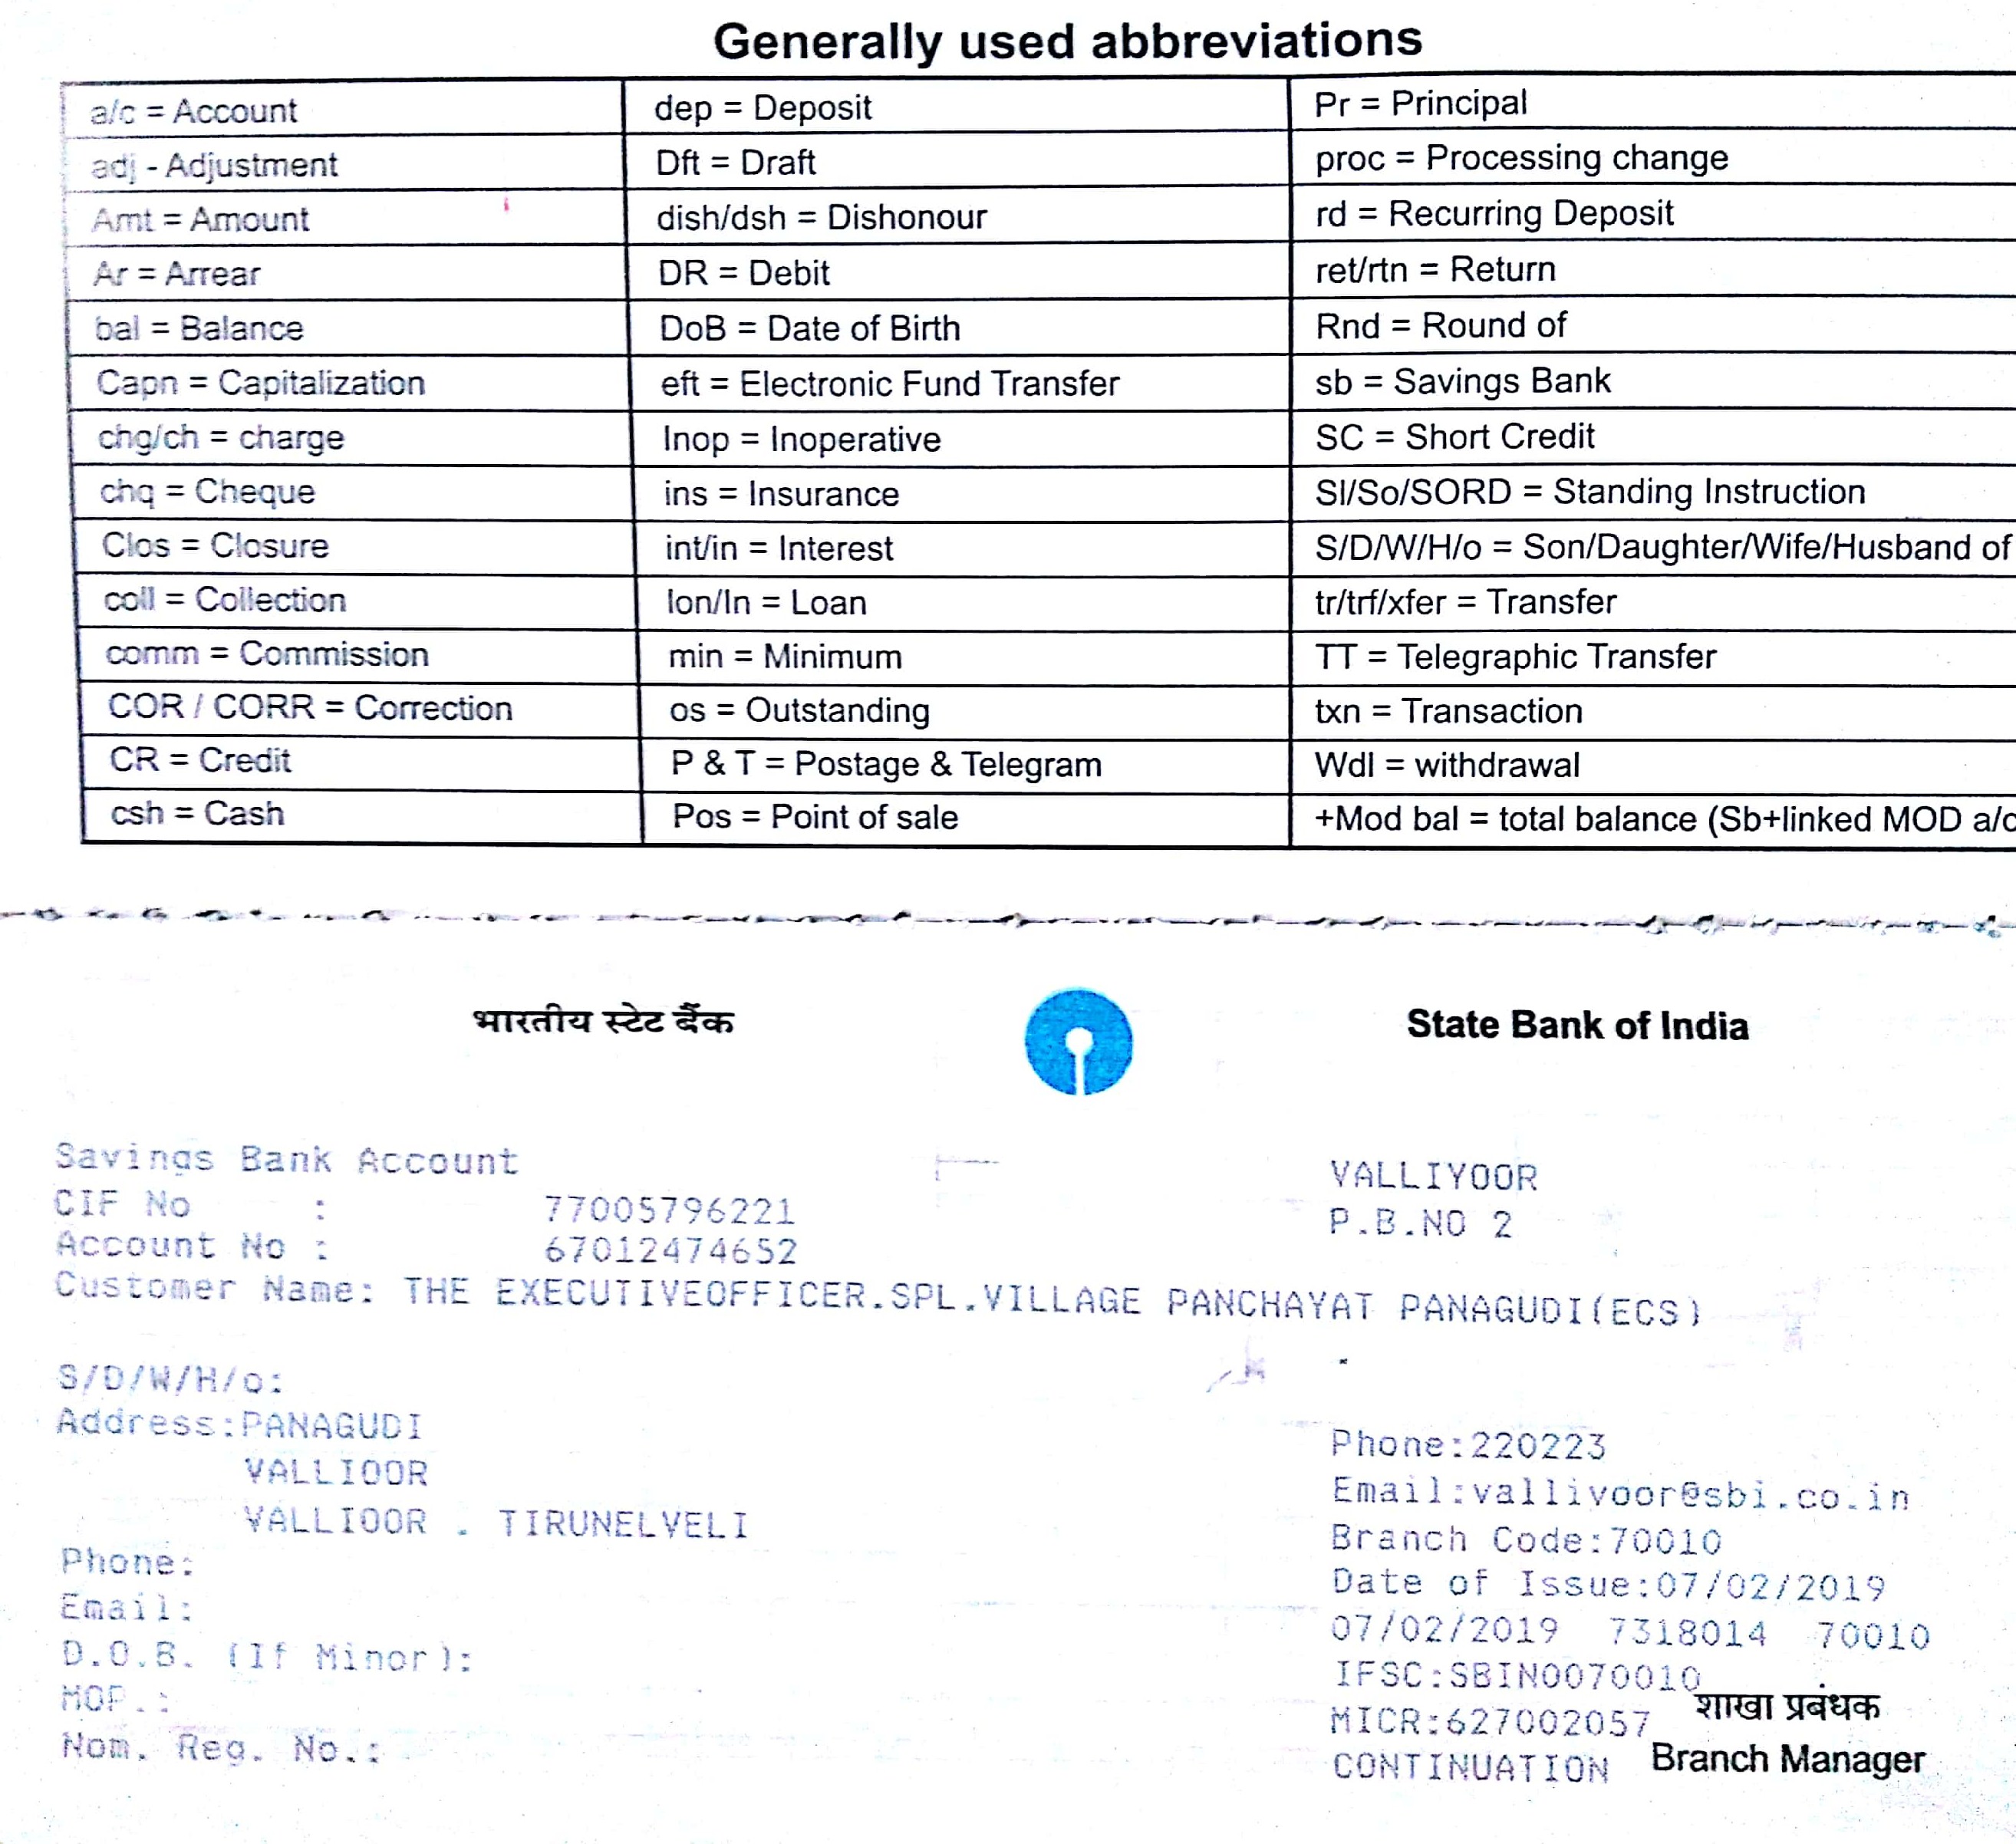 Generally used abbreviations
a/c = Account dep = Deposit Pr = Principal
adj - Adjustment Dft = Draft proc = Processing change
Amt = Amount dish/dsh = Dishonour rd = Recurring Deposit
Ar = Arrear DR = Debit ret/rtn = Return
bal = Balance DoB = Date of Birth Rnd = Round of
Capn = Capitalization eft = Electronic Fund Transfer sb = Savings Bank
chg/ch = charge Inop = Inoperative SC = Short Credit
chq = Cheque ins = Insurance SI/So/SORD = Standing Instruction
Clos = Closure int/in = Interest S/D/W/H/o = Son/Daughter/Wife/Husband of
coll = Collection lon/ln = Loan tr/trf/xfer = Transfer
comm = Commission min = Minimum TT = Telegraphic Transfer
COR / CORR = Correction os = Outstanding txn = Transaction
CR = Credit P & T = Postage & Telegram Wdl = withdrawal
csh = Cash Pos = Point of sale +Mod bal = total balance (Sb+linked MOD a/c
भारतीय स्टेट बैंक State Bank of India
Savings Bank Account VALLIYOOR
CIF No : 77005796221 P.B.NO 2
Account No : 67012474652
Customer Name: THE EXECUTIVEOFFICER.SPL.VILLAGE PANCHAYAT PANAGUDI(ECS)
S/D/W/H/o:
Address:PANAGUDI Phone:220223
VALLIOOR Email:vallivoor@sbi.co.in
VALLIOOR . TIRUNELVELI Branch Code:70010
Phone: Date of Issue:07/02/2019
Email: 07/02/2019 7318014 70010
D.O.B. (If Minor): IFSC:SBIN0070010
MOP.: MICR:627002057 शाखा प्रबंधक
Nom. Reg. No.: CONTINUATION Branch Manager